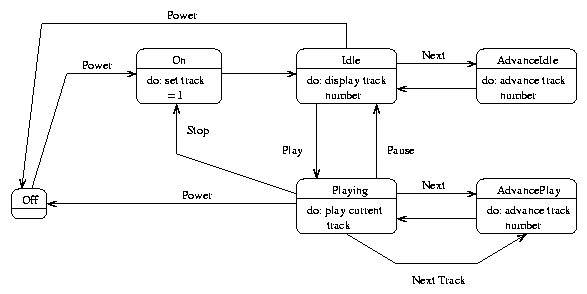 Power
On
do: set track
= 1
Idle
do: display track
number
AdvanceIdle
do: advance track
number
Power
Next
Stop
Play
Pause
Off
Power
Playing
do: play current
track
Next
AdvancePlay
do: advance track
number
Next Track